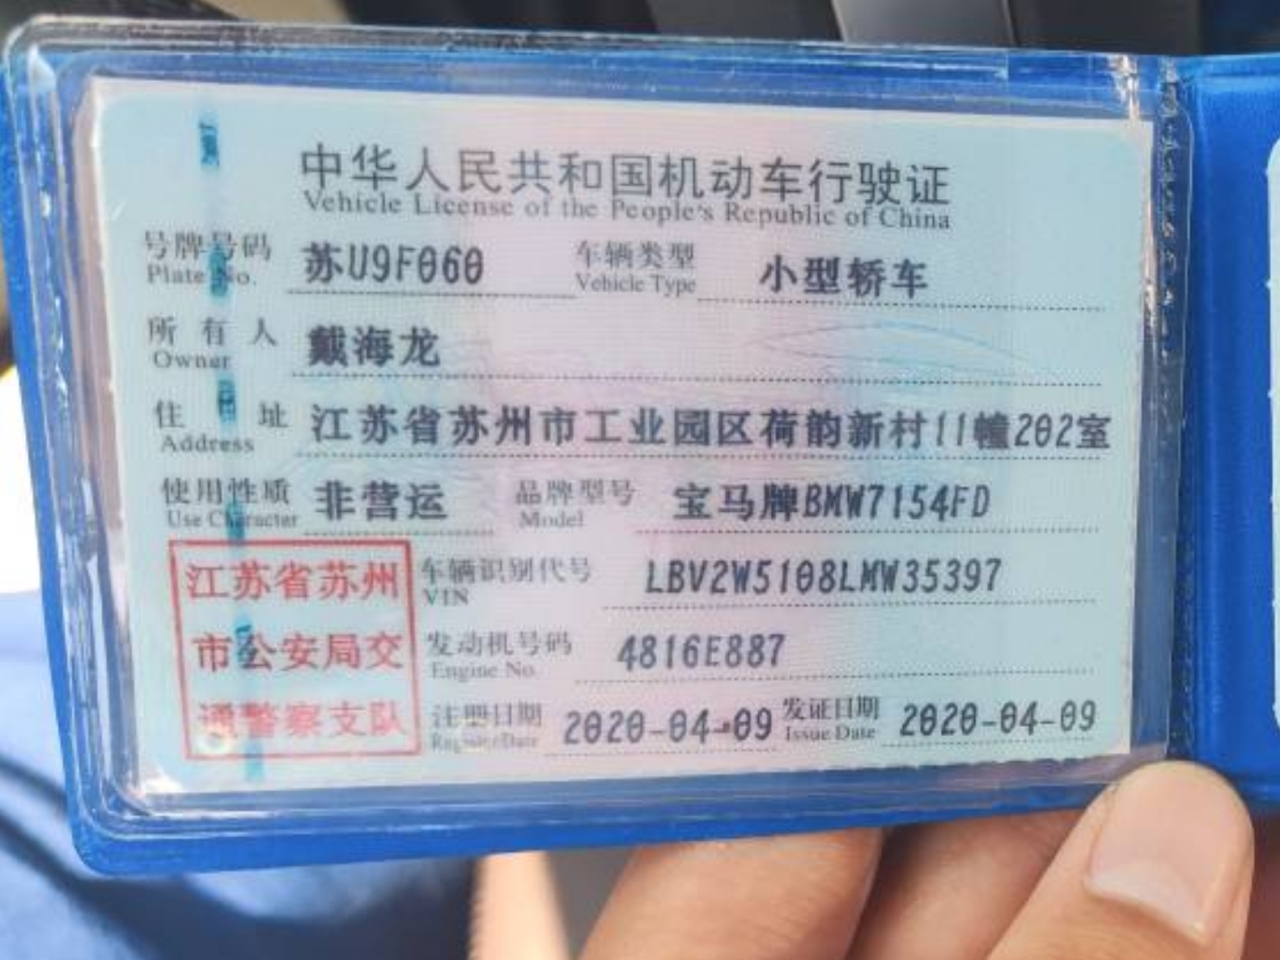 中华人民共和国机动车行驶证
Vehicle License of the People's Republic of China
号牌号码 苏U9F060 车辆类型 小型轿车
Plate No. Vehicle Type
所有人 戴海龙
Owner
住址 江苏省苏州市工业园区荷韵新村11幢202室
Address
使用性质 非营运 品牌型号 宝马牌BMW7154FD
Use Character Model
江苏省苏州
市公安局交
通警察支队
车辆识别代号 LBV2W5108LMW35397
VIN
发动机号码 4816E887
Engine No.
注册日期 2020-04-09 发证日期 2020-04-09
Register Date Issue Date